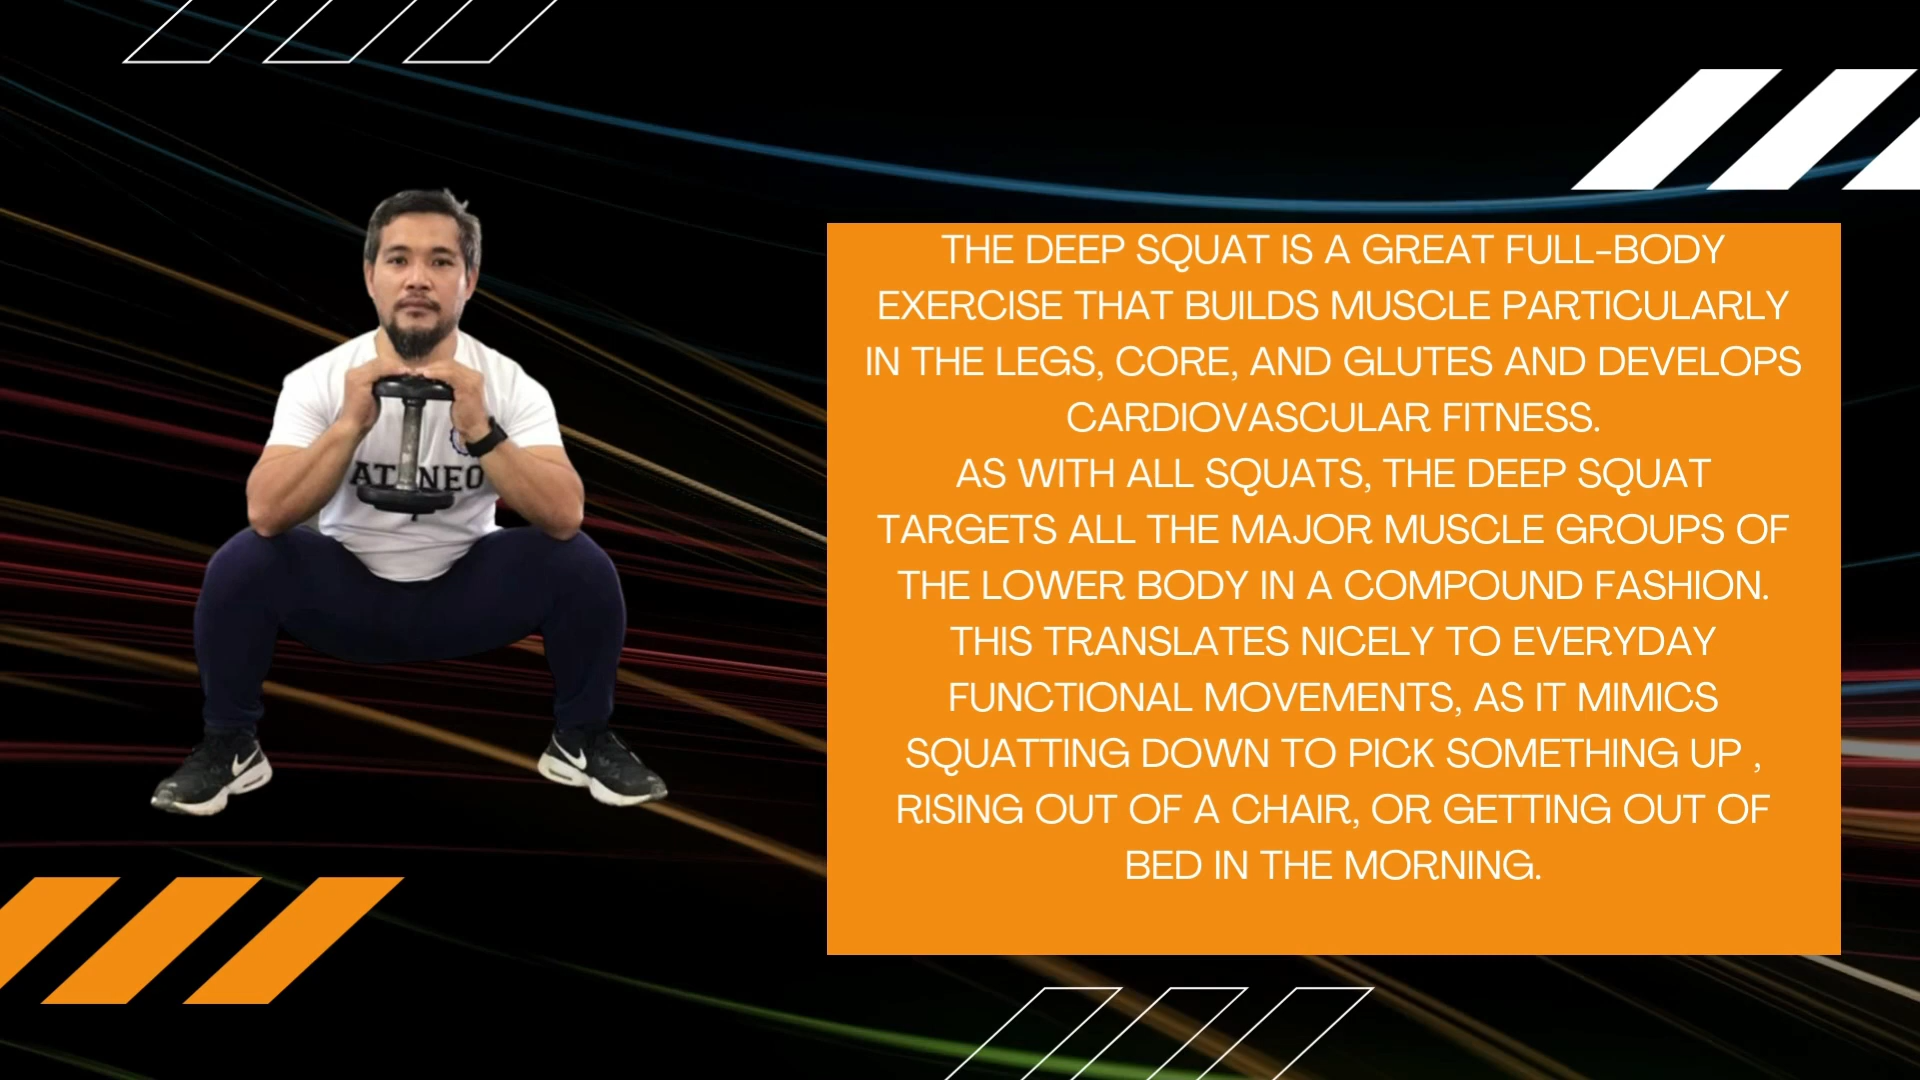 THE DEEP SQUAT IS A GREAT FULL-BODY
EXERCISE THAT BUILDS MUSCLE PARTICULARLY
IN THE LEGS, CORE, AND GLUTES AND DEVELOPS
CARDIOVASCULAR FITNESS.
AS WITH ALL SQUATS, THE DEEP SQUAT
TARGETS ALL THE MAJOR MUSCLE GROUPS OF
THE LOWER BODY IN A COMPOUND FASHION.
THIS TRANSLATES NICELY TO EVERYDAY
FUNCTIONAL MOVEMENTS, AS IT MIMICS
SQUATTING DOWN TO PICK SOMETHING UP ,
RISING OUT OF A CHAIR, OR GETTING OUT OF
BED IN THE MORNING.